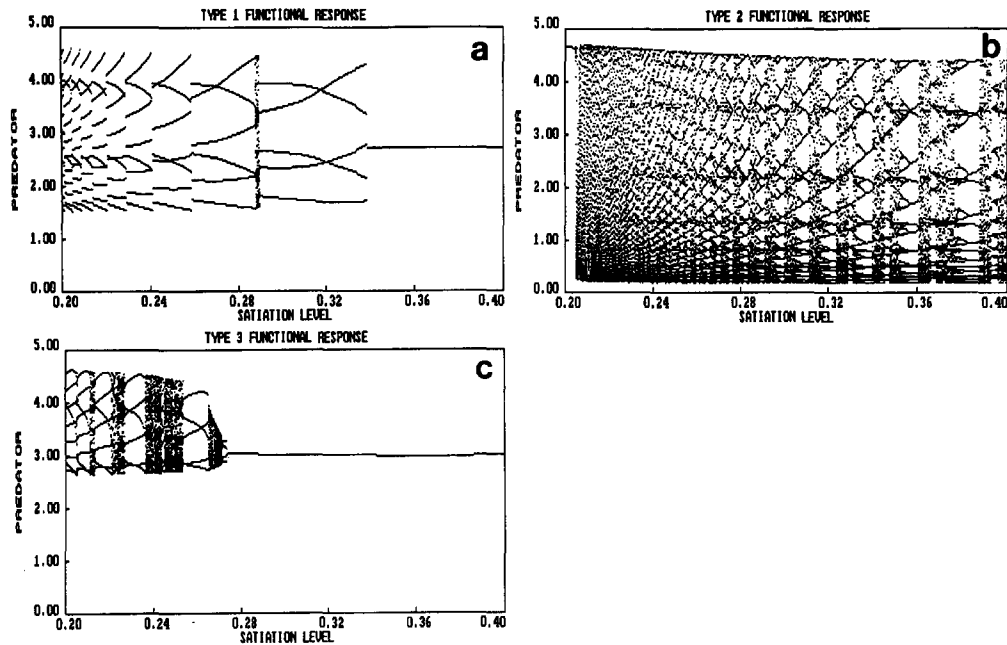 TYPE 1 FUNCTIONAL RESPONSE
a
5.00
4.00
3.00
2.00
1.00
0.00
PREDATOR
0.20 0.24 0.28 0.32 0.36 0.40
SATIATION LEVEL
TYPE 2 FUNCTIONAL RESPONSE
b
5.00
4.00
3.00
2.00
1.00
0.00
PREDATOR
0.20 0.24 0.28 0.32 0.36 0.40
SATIATION LEVEL
TYPE 3 FUNCTIONAL RESPONSE
c
5.00
4.00
3.00
2.00
1.00
0.00
PREDATOR
0.20 0.24 0.28 0.32 0.36 0.40
SATIATION LEVEL